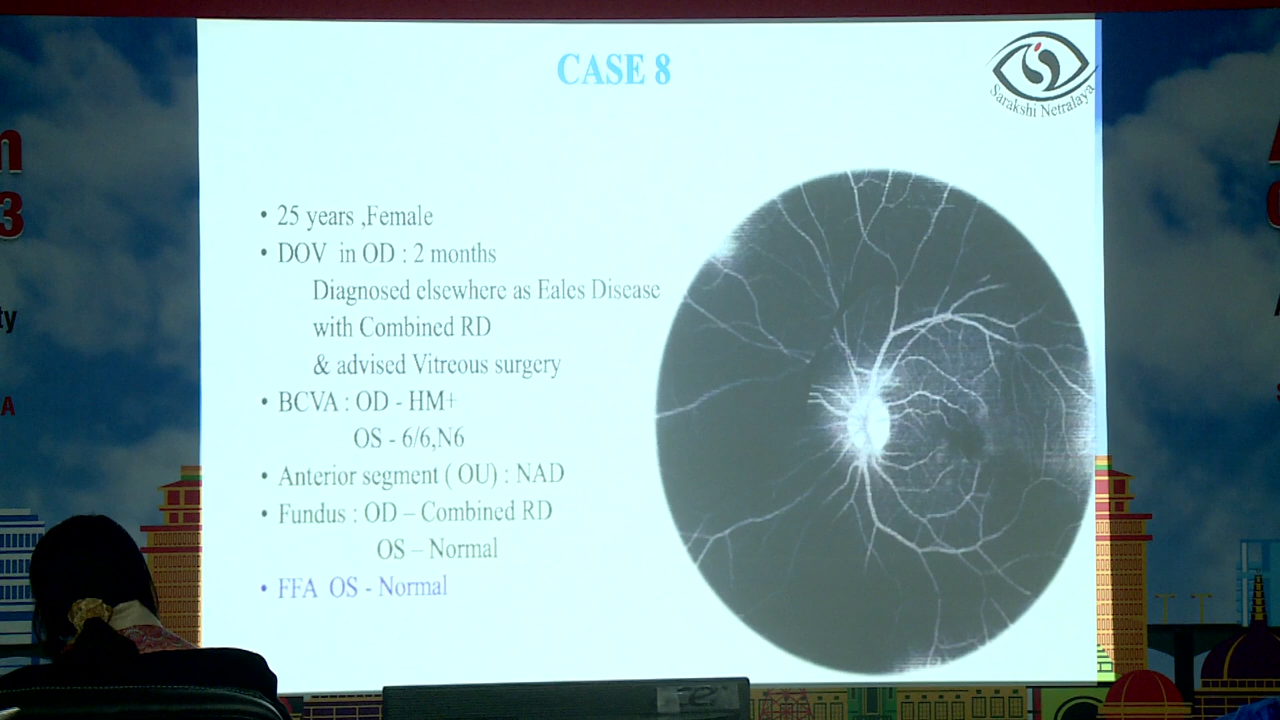 CASE 8
Sarakshi Netralaya
• 25 years ,Female
• DOV in OD : 2 months
Diagnosed elsewhere as Eales Disease
with Combined RD
& advised Vitreous surgery
• BCVA : OD - HM+
OS - 6/6,N6
• Anterior segment ( OU) : NAD
• Fundus : OD – Combined RD
OS – Normal
• FFA OS - Normal
3
A